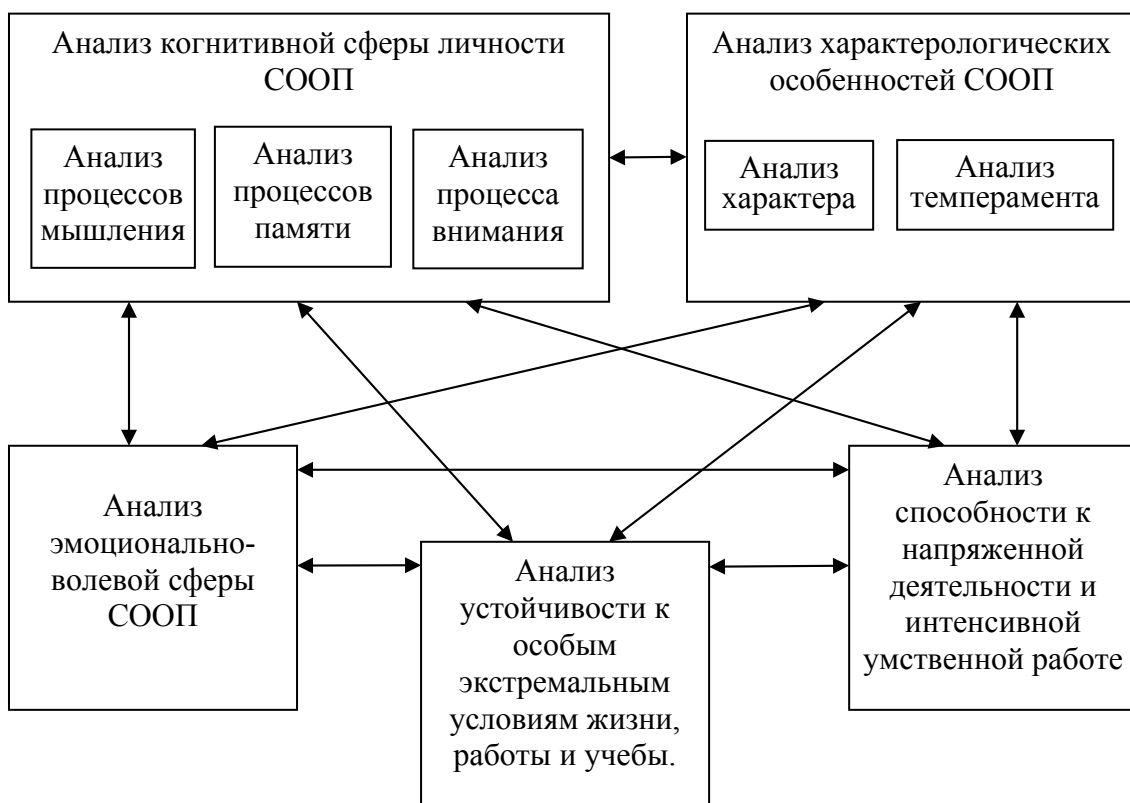 Анализ когнитивной сферы личности
СООП
Анализ
процессов
мышления
Анализ
процессов
памяти
Анализ
процесса
внимания
Анализ характерологических
особенностей СООП
Анализ
характера
Анализ
темперамента
Анализ
эмоционально-
волевой сферы
СООП
Анализ
устойчивости к
особым
экстремальным
условиям жизни,
работы и учебы.
Анализ
способности к
напряженной
деятельности и
интенсивной
умственной работе